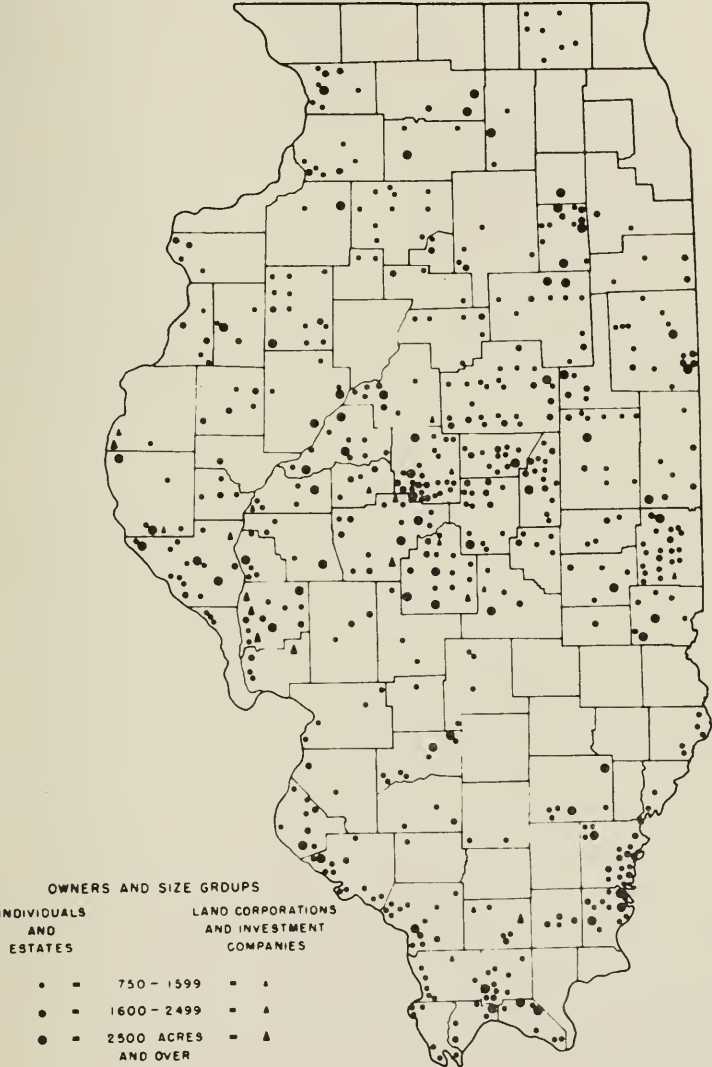 OWNERS AND SIZE GROUPS
INDIVIDUALS AND ESTATES
LAND CORPORATIONS AND INVESTMENT COMPANIES
750 - 1599
1600 - 2499
2500 ACRES AND OVER